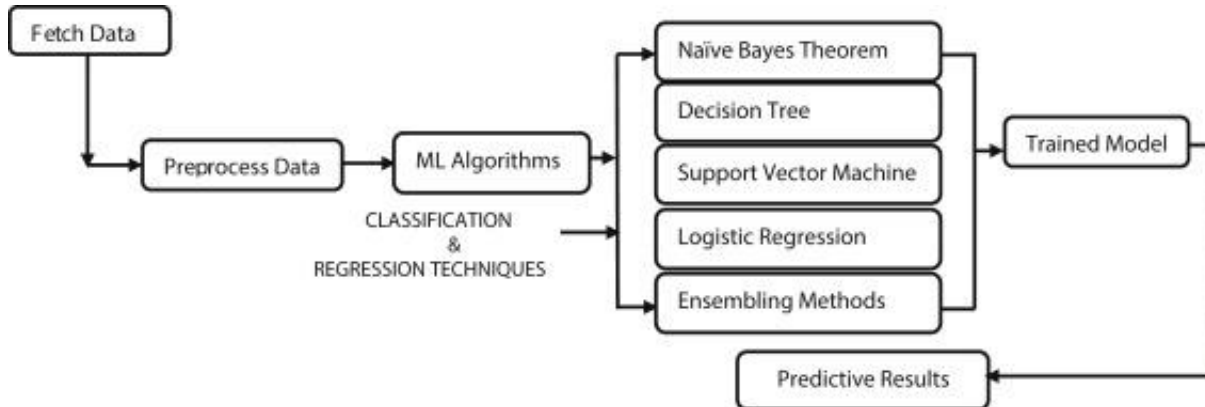 Fetch Data
Preprocess Data
ML Algorithms
CLASSIFICATION
&
REGRESSION TECHNIQUES
Naïve Bayes Theorem
Decision Tree
Support Vector Machine
Logistic Regression
Ensembling Methods
Trained Model
Predictive Results